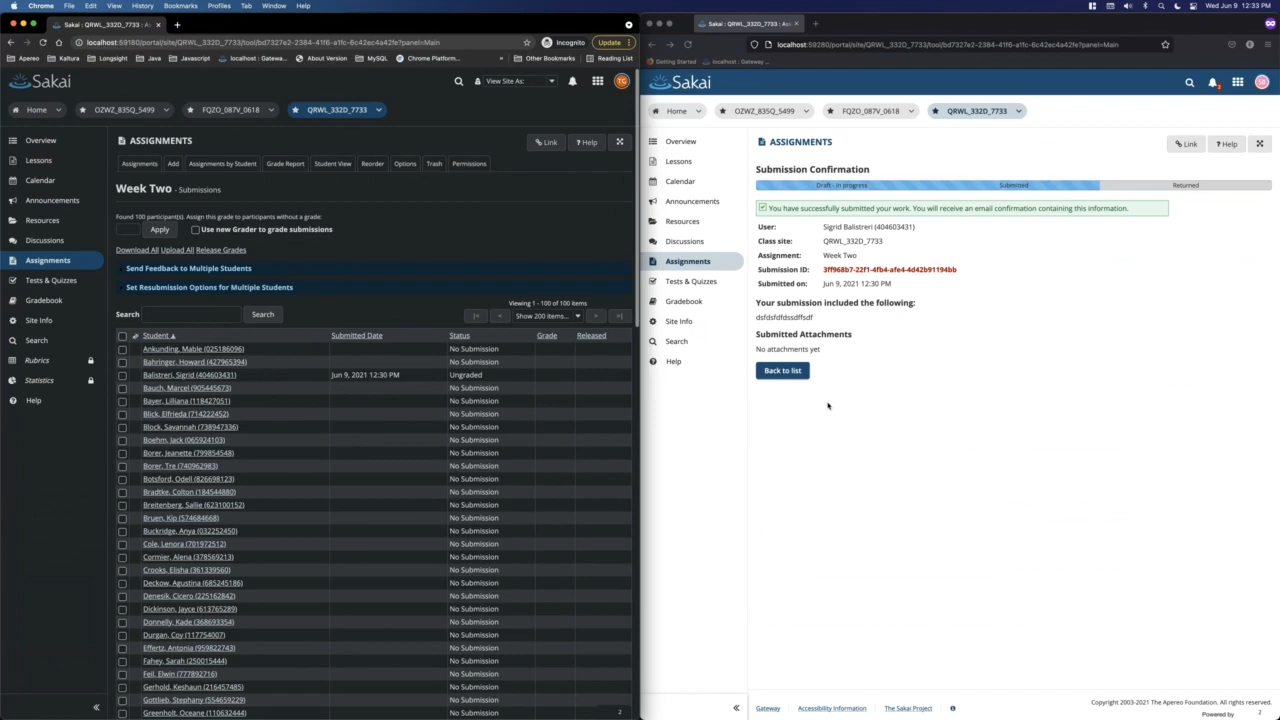 Chrome File Edit View History Bookmarks Profiles Tab Window Help
Wed Jun 9 12:33 PM
Sakai : QRWL_332D_7733 : As
localhost:59280/portal/site/QRWL_332D_7733/tool/bd7327e2-2384-41f6-a1fc-6c42ec4a42fe?panel=Main
Incognito
Update
Apereo Kaltura Longsight Java Javascript Google MySQL Chrome Platform... » Other Bookmarks About Version
Sakai
View Site As:
TG
Home OZWZ_835Q_5499 FQZO_087V_0618 QRWL_332D_7733
Overview
Lessons
Calendar
Announcements
Resources
Discussions
Assignments
Tests & Quizzes
Gradebook
Site Info
Search
Rubrics
Statistics
Help
ASSIGNMENTS
Link
? Help
Assignments Add Assignments by Student Grade Report Student View Reorder Options Trash Permissions
Week Two - Submissions
Found 100 participant(s). Assign this grade to participants without a grade:
Apply
Use new Grader to grade submissions
Download All Upload All Release Grades
Send Feedback to Multiple Students
Set Resubmission Options for Multiple Students
Viewing 1 - 100 of 100 items
Search
Search
|< < Show 200 items... > >|
Student Submitted Date Status Grade Released
Ankunding, Mable (025186096) No Submission
Bahringer, Howard (427965394) No Submission
Balistreri, Sigrid (404603431) Jun 9, 2021 12:30 PM Ungraded
Bauch, Marcel (905445673) No Submission
Bayer, Lilliana (118427051) No Submission
Blick, Elfrieda (714222452) No Submission
Block, Savannah (738947336) No Submission
Boehm, Jack (065924103) No Submission
Borer, Jeanette (799854548) No Submission
Borer, Tre (740962983) No Submission
Botsford, Odell (826698123) No Submission
Bradtke, Colton (184544880) No Submission
Breitenberg, Sallie (623100152) No Submission
Bruen, Kip (574684668) No Submission
Buckridge, Anya (032252450) No Submission
Cole, Lenora (701972512) No Submission
Cormier, Alena (378569213) No Submission
Crooks, Elisha (361339560) No Submission
Deckow, Agustina (685245186) No Submission
Denesik, Cicero (225162842) No Submission
Dickinson, Jayce (613765289) No Submission
Donnelly, Kade (368693354) No Submission
Durgan, Coy (117754007) No Submission
Effertz, Antonia (959822743) No Submission
Fahey, Sarah (250015444) No Submission
Feil, Elwin (777892716) No Submission
Gerhold, Keshaun (216457485) No Submission
Gottlieb, Stephany (554659229) No Submission
Greenholt, Oceane (110632444) No Submission
2
Sakai : QRWL_332D_7733 : Ass
localhost:59280/portal/site/QRWL_332D_7733/tool/bd7327e2-2384-41f6-a1fc-6c42ec4a42fe?panel=Main
Getting Started localhost : Gateway ...
Sakai
2
SB
Home OZWZ_835Q_5499 FQZO_087V_0618 QRWL_332D_7733
Overview
Lessons
Calendar
Announcements
Resources
Discussions
Assignments
Tests & Quizzes
Gradebook
Site Info
Search
Help
ASSIGNMENTS
Link
? Help
Submission Confirmation
Draft - in progress Submitted Returned
You have successfully submitted your work. You will receive an email confirmation containing this information.
User: Sigrid Balistreri (404603431)
Class site: QRWL_332D_7733
Assignment: Week Two
Submission ID: 3ff968b7-22f1-4fb4-afe4-4d42b91194bb
Submitted on: Jun 9, 2021 12:30 PM
Your submission included the following:
dsfdsfdfdssdffsdf
Submitted Attachments
No attachments yet
Back to list
Gateway Accessibility Information The Sakai Project
Copyright 2003-2021 The Apereo Foundation. All rights reserved.
Powered by
2